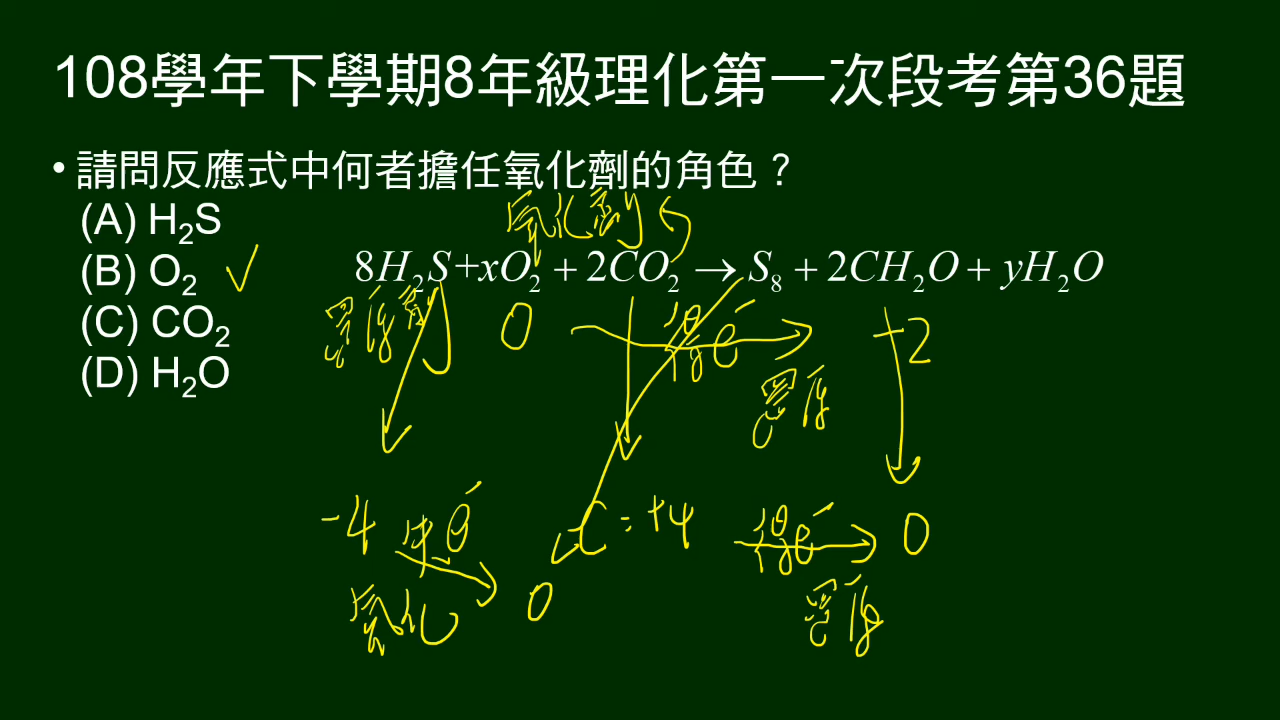 108學年下學期8年級理化第一次段考第36題
• 請問反應式中何者擔任氧化劑的角色？
(A) H₂S
(B) O₂ ✓
(C) CO₂
(D) H₂O
氧化劑
8H₂S+xO₂ + 2CO₂ → S₈ + 2CH₂O + yH₂O
還原劑 0 得e⁻ +2
還原
-4 失e⁻ C: +4 得e⁻ 0
氧化 0 還原